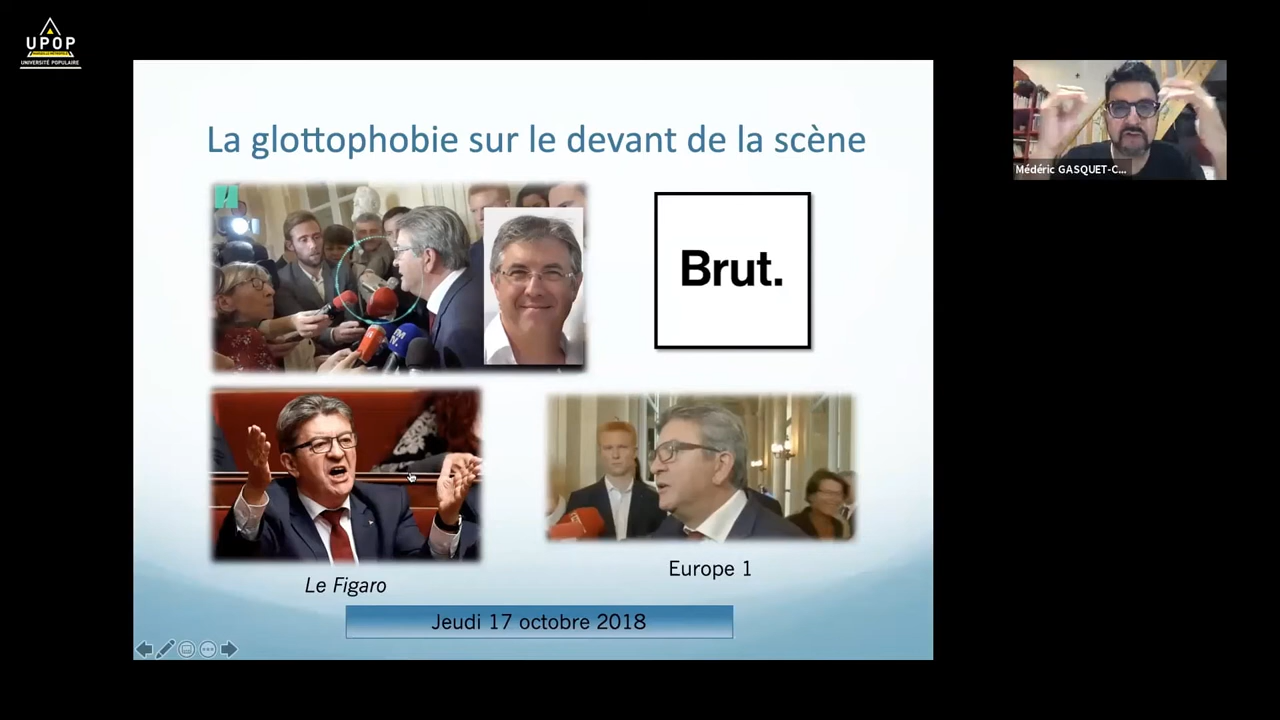 UPOP
UNIVERSITÉ POPULAIRE
La glottophobie sur le devant de la scène
Brut.
Médéric GASQUET-C...
Le Figaro
Europe 1
Jeudi 17 octobre 2018